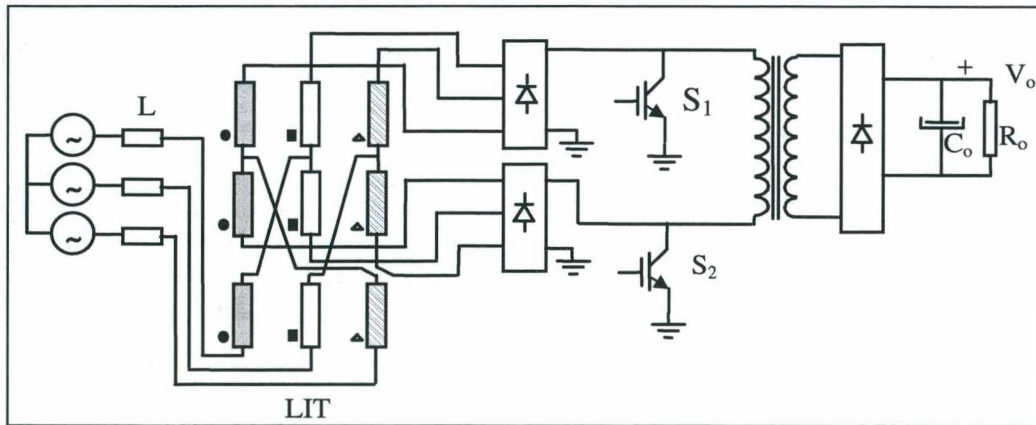 L
LIT
S1
S2
+
Vo
Co
Ro
~
~
~